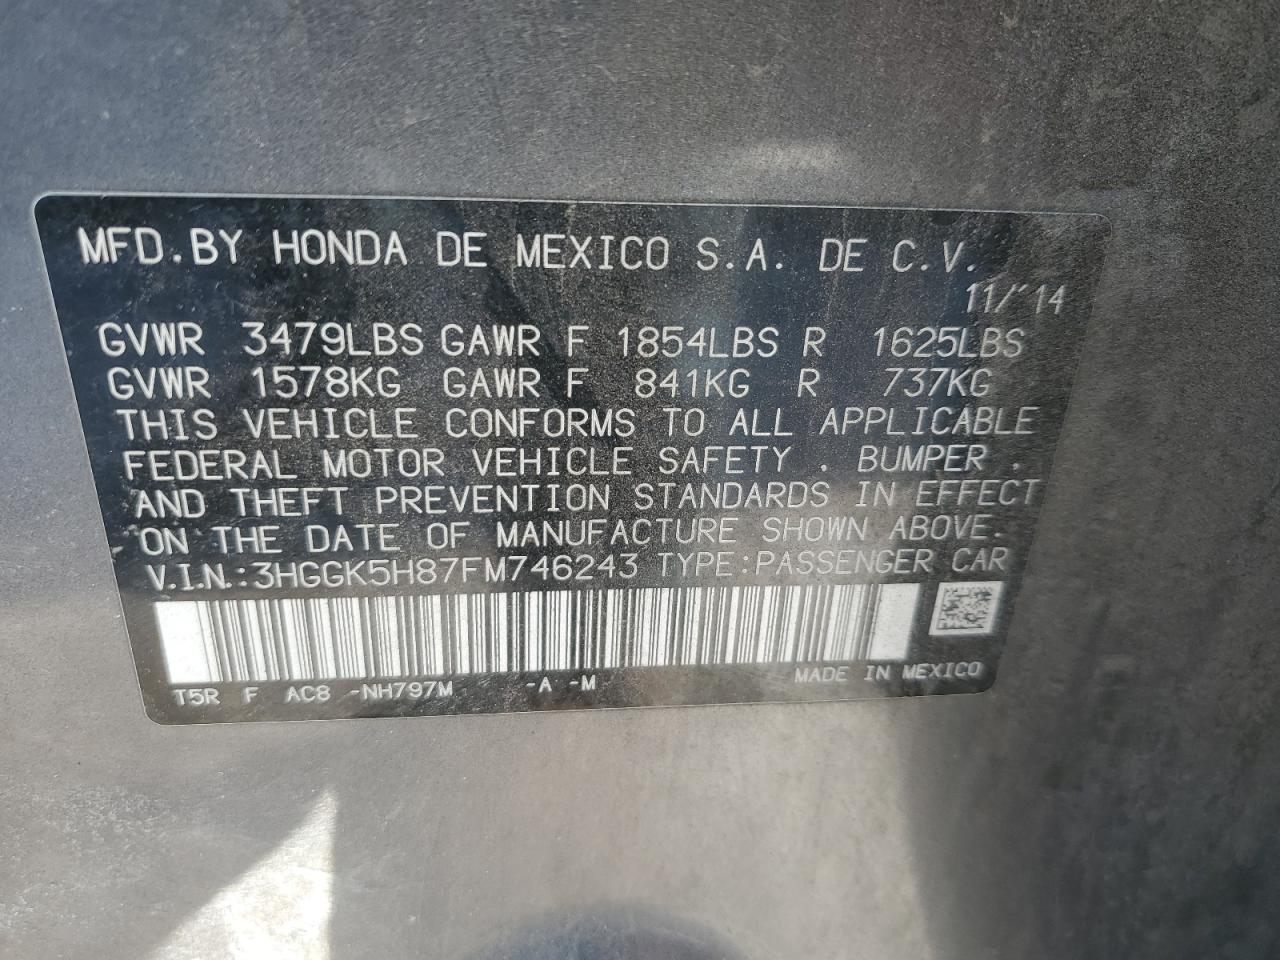 MFD.BY HONDA DE MEXICO S.A. DE C.V.
11/'14
GVWR 3479LBS GAWR F 1854LBS R 1625LBS
GVWR 1578KG GAWR F 841KG R 737KG
THIS VEHICLE CONFORMS TO ALL APPLICABLE
FEDERAL MOTOR VEHICLE SAFETY , BUMPER ,
AND THEFT PREVENTION STANDARDS IN EFFECT
ON THE DATE OF MANUFACTURE SHOWN ABOVE.
V.I.N.:3HGGK5H87FM746243 TYPE:PASSENGER CAR
T5R F AC8 -NH797M -A -M MADE IN MEXICO